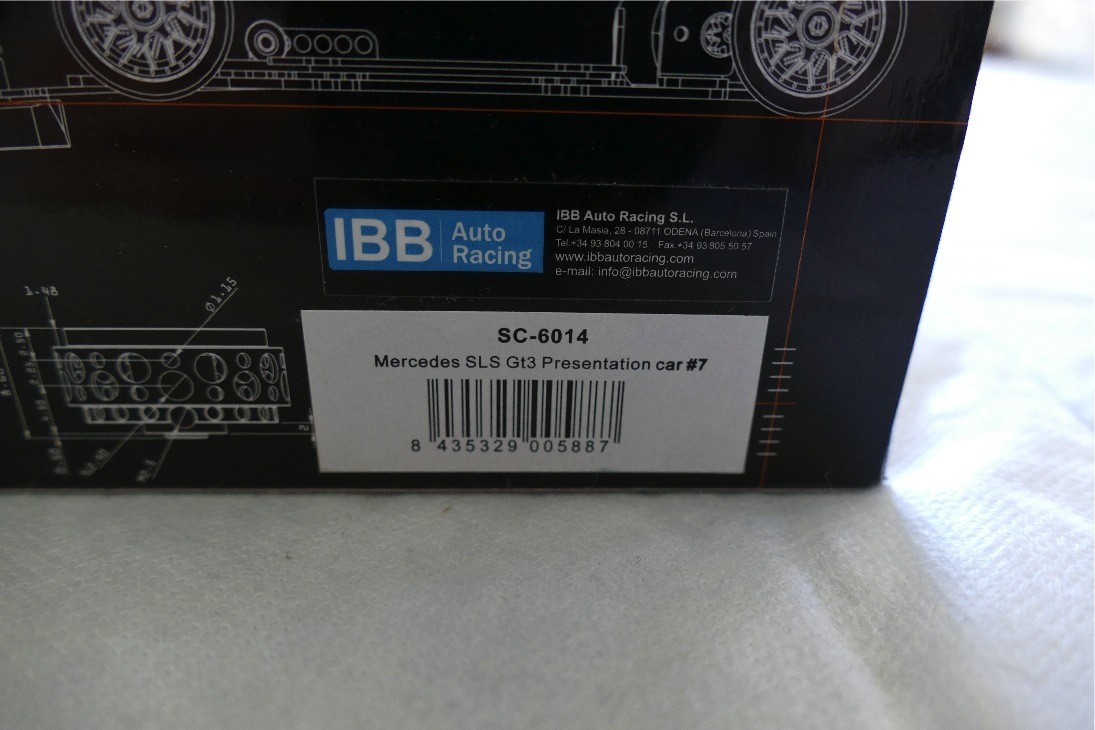 IBB Auto
Racing
IBB Auto Racing S.L.
C/ La Masia, 28 - 08711 ODENA (Barcelona) Spain
Tel.+34 93 804 00 15 Fax.+34 93 805 50 57
www.ibbautoracing.com
e-mail: info@ibbautoracing.com
1.48
Ø1.15
SC-6014
Mercedes SLS Gt3 Presentation car #7
8 435329 005887